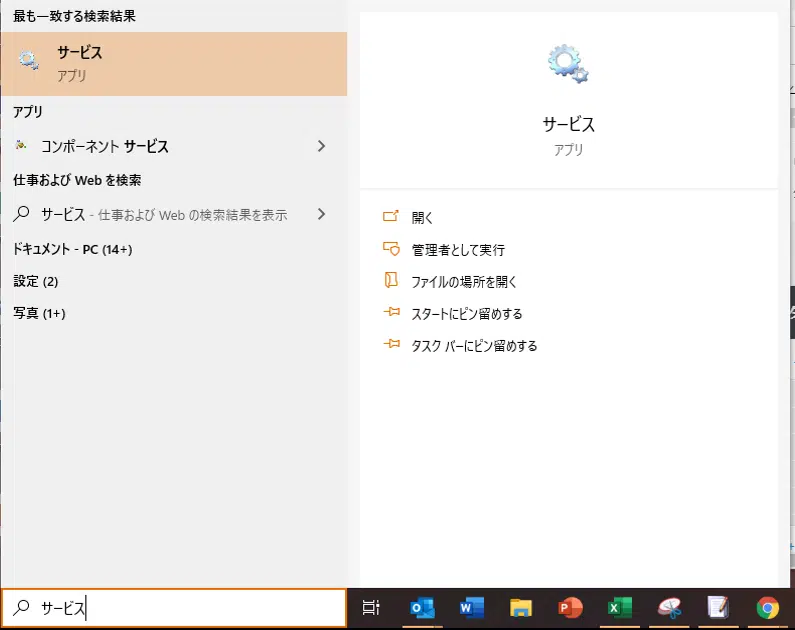 最も一致する検索結果
サービス
アプリ
アプリ
コンポーネント サービス
仕事および Web を検索
サービス - 仕事および Web の検索結果を表示
ドキュメント - PC (14+)
設定 (2)
写真 (1+)
サービス
アプリ
開く
管理者として実行
ファイルの場所を開く
スタートにピン留めする
タスク バーにピン留めする
サービス